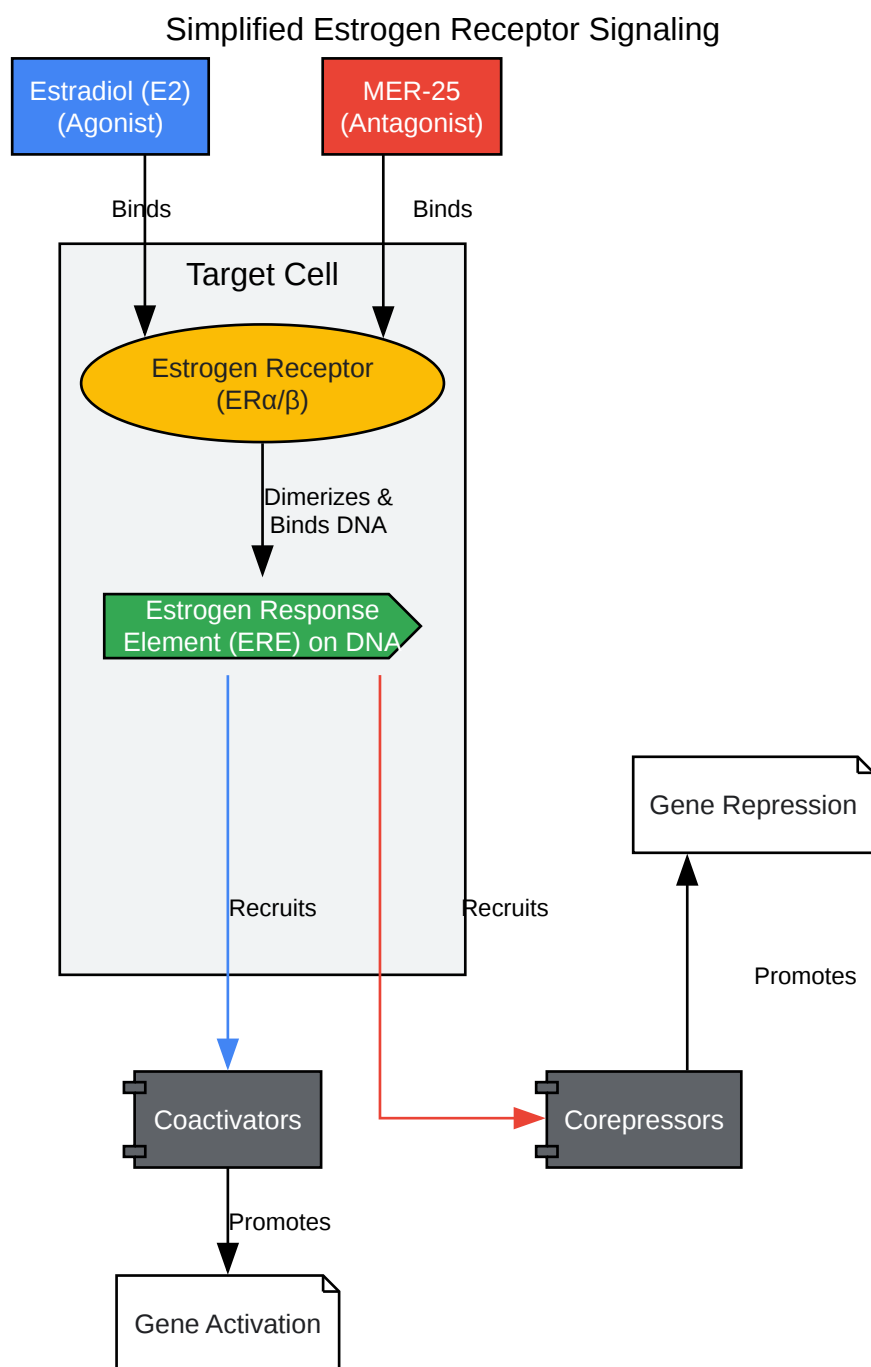 Simplified Estrogen Receptor Signaling
Estradiol (E2)
(Agonist)
MER-25
(Antagonist)
Binds
Binds
Target Cell
Estrogen Receptor
(ERα/β)
Dimerizes &
Binds DNA
Estrogen Response
Element (ERE) on DNA
Gene Repression
Recruits
Recruits
Promotes
Coactivators
Corepressors
Promotes
Gene Activation